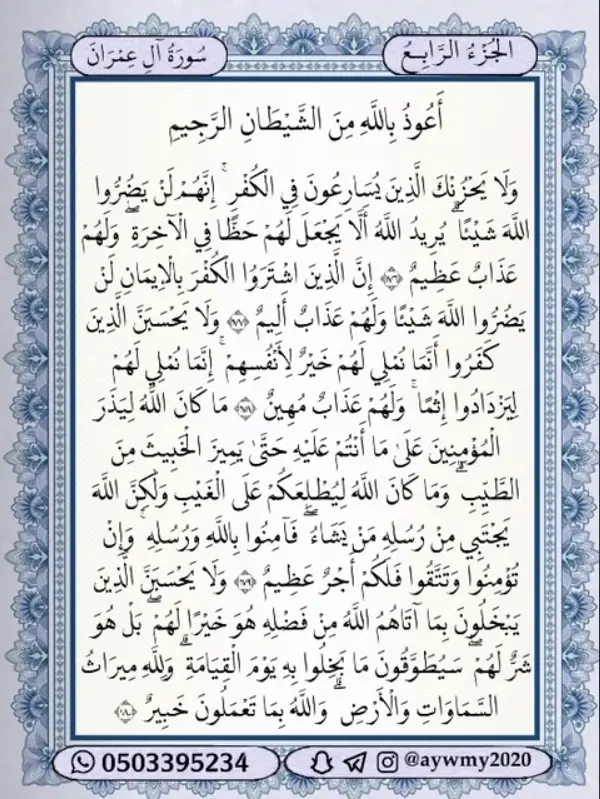 الجُزْءُ الرَّابِعُ
سُورَةُ آلِ عِمْرَانَ
أَعُوذُ بِاللَّهِ مِنَ الشَّيْطَانِ الرَّجِيمِ
وَلَا يَحْزُنْكَ الَّذِينَ يُسَارِعُونَ فِي الْكُفْرِ ۚ إِنَّهُمْ لَنْ يَضُرُّوا
اللَّهَ شَيْئًا ۗ يُرِيدُ اللَّهُ أَلَّا يَجْعَلَ لَهُمْ حَظًّا فِي الْآخِرَةِ ۖ وَلَهُمْ
عَذَابٌ عَظِيمٌ ﴿١٧٦﴾ إِنَّ الَّذِينَ اشْتَرَوُا الْكُفْرَ بِالْإِيمَانِ لَنْ
يَضُرُّوا اللَّهَ شَيْئًا وَلَهُمْ عَذَابٌ أَلِيمٌ ﴿١٧٧﴾ وَلَا يَحْسَبَنَّ الَّذِينَ
كَفَرُوا أَنَّمَا نُمْلِي لَهُمْ خَيْرٌ لِأَنْفُسِهِمْ ۚ إِنَّمَا نُمْلِي لَهُمْ
لِيَزْدَادُوا إِثْمًا ۚ وَلَهُمْ عَذَابٌ مُهِينٌ ﴿١٧٨﴾ مَا كَانَ اللَّهُ لِيَذَرَ
الْمُؤْمِنِينَ عَلَىٰ مَا أَنْتُمْ عَلَيْهِ حَتَّىٰ يَمِيزَ الْخَبِيثَ مِنَ
الطَّيِّبِ ۗ وَمَا كَانَ اللَّهُ لِيُطْلِعَكُمْ عَلَى الْغَيْبِ وَلَٰكِنَّ اللَّهَ
يَجْتَبِي مِنْ رُسُلِهِ مَنْ يَشَاءُ ۖ فَآمِنُوا بِاللَّهِ وَرُسُلِهِ ۚ وَإِنْ
تُؤْمِنُوا وَتَتَّقُوا فَلَكُمْ أَجْرٌ عَظِيمٌ ﴿١٧٩﴾ وَلَا يَحْسَبَنَّ الَّذِينَ
يَبْخَلُونَ بِمَا آتَاهُمُ اللَّهُ مِنْ فَضْلِهِ هُوَ خَيْرًا لَهُمْ ۖ بَلْ هُوَ
شَرٌّ لَهُمْ ۖ سَيُطَوَّقُونَ مَا بَخِلُوا بِهِ يَوْمَ الْقِيَامَةِ ۗ وَلِلَّهِ مِيرَاثُ
السَّمَاوَاتِ وَالْأَرْضِ ۗ وَاللَّهُ بِمَا تَعْمَلُونَ خَبِيرٌ ﴿١٨٠﴾
0503395234
@aywmy2020